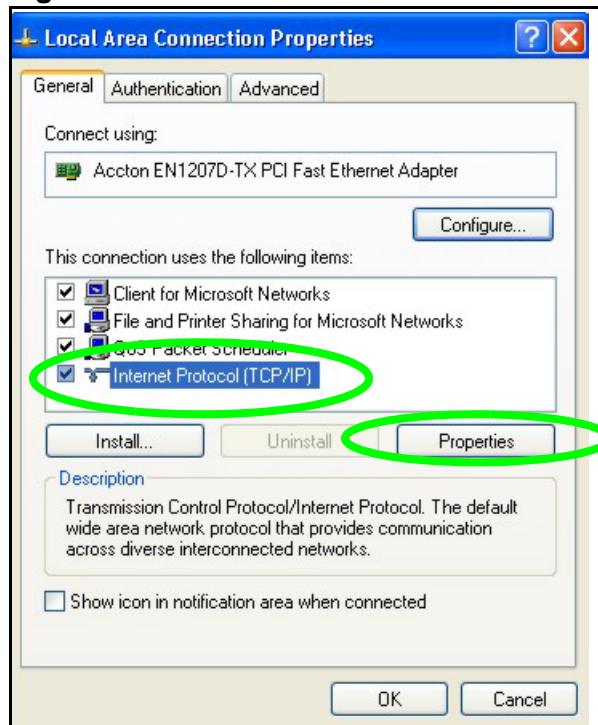 Local Area Connection Properties
General Authentication Advanced
Connect using:
Accton EN1207D-TX PCI Fast Ethernet Adapter
Configure...
This connection uses the following items:
Client for Microsoft Networks
File and Printer Sharing for Microsoft Networks
QoS Packet Scheduler
Internet Protocol (TCP/IP)
Install... Uninstall Properties
Description
Transmission Control Protocol/Internet Protocol. The default
wide area network protocol that provides communication
across diverse interconnected networks.
Show icon in notification area when connected
OK Cancel